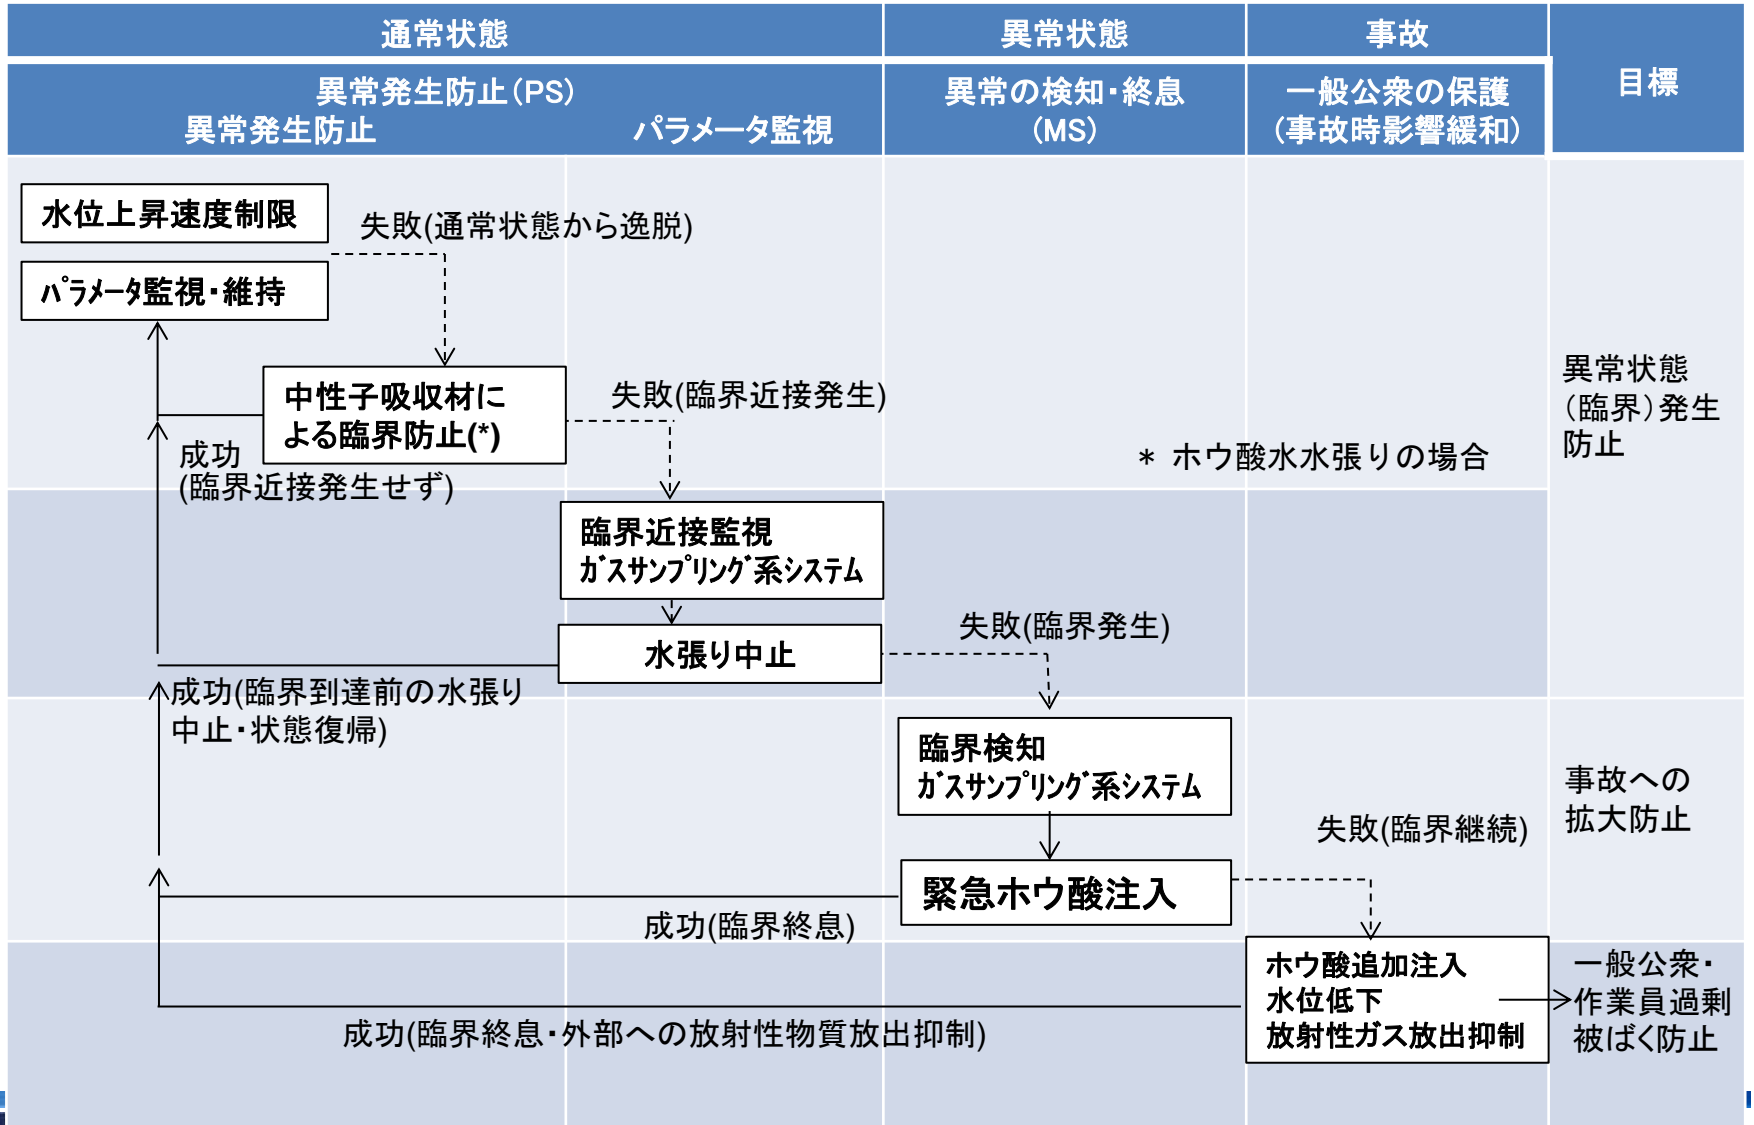 通常状態
異常状態
事故
目標
異常発生防止(PS)
異常発生防止
パラメータ監視
異常の検知・終息
(MS)
一般公衆の保護
(事故時影響緩和)
水位上昇速度制限
失敗(通常状態から逸脱)
ﾊﾟﾗﾒｰﾀ監視・維持
中性子吸収材に
よる臨界防止(*)
失敗(臨界近接発生)
異常状態
（臨界）発生
防止
成功
(臨界近接発生せず)
* ホウ酸水水張りの場合
臨界近接監視
ｶﾞｽｻﾝﾌﾟﾘﾝｸﾞ系ｼｽﾃﾑ
水張り中止
失敗(臨界発生)
成功(臨界到達前の水張り
中止・状態復帰)
臨界検知
ｶﾞｽｻﾝﾌﾟﾘﾝｸﾞ系ｼｽﾃﾑ
失敗(臨界継続)
事故への
拡大防止
緊急ホウ酸注入
成功(臨界終息)
ホウ酸追加注入
水位低下
放射性ガス放出抑制
一般公衆・
作業員過剰
被ばく防止
成功(臨界終息・外部への放射性物質放出抑制)